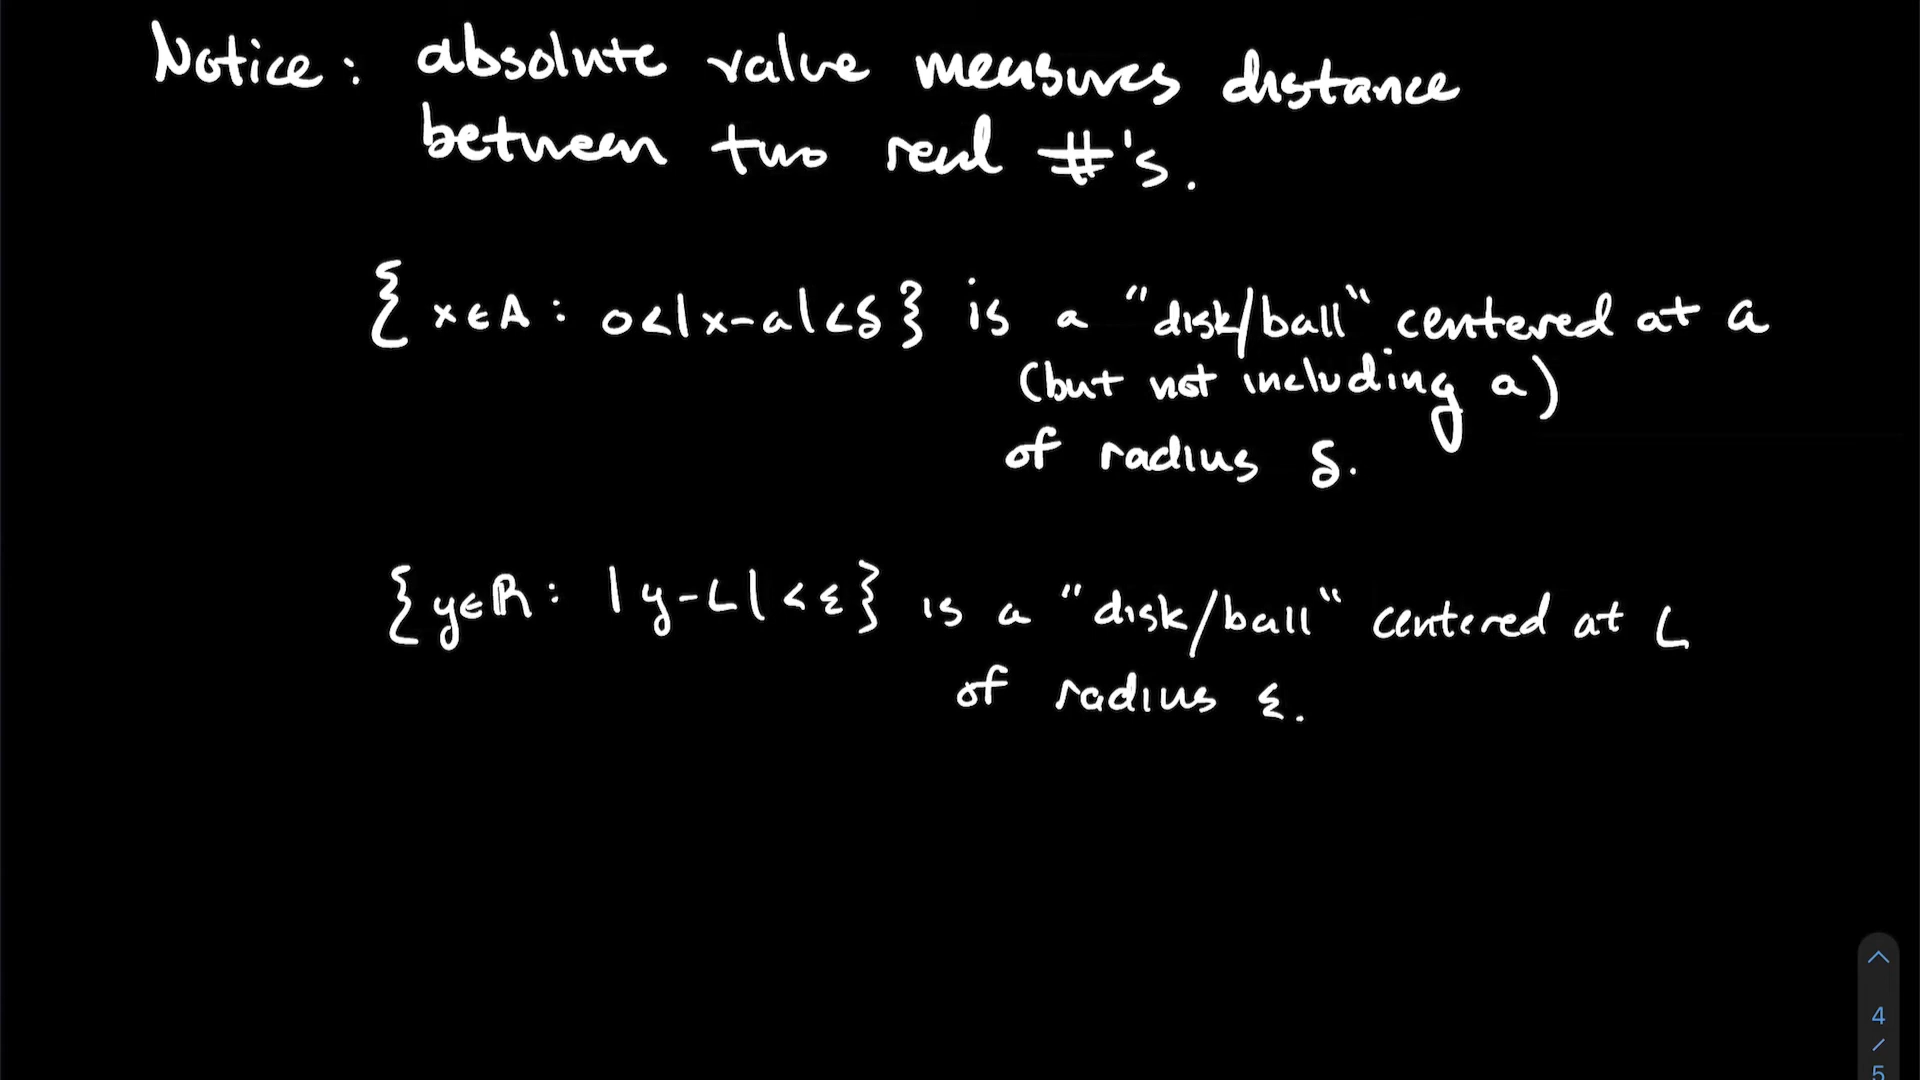 Notice: absolute value measures distance
between two real #'s.
{x∈A: 0<|x-a|<δ} is a "disk/ball" centered at a
(but not including a)
of radius δ.
{y∈ℝ: |y-L|<ε} is a "disk/ball" centered at L
of radius ε.
4
/
5